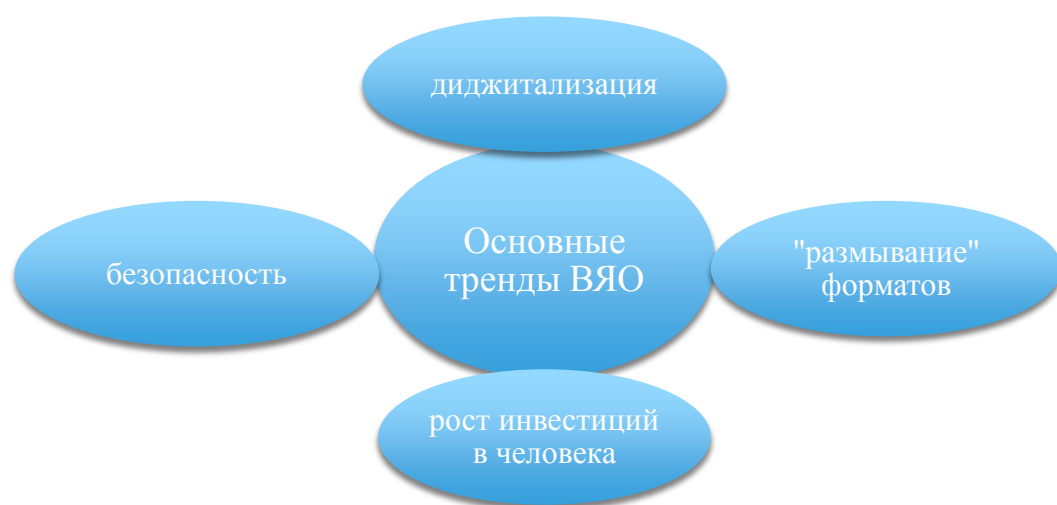 диджитализация
Основные
тренды ВЯО
безопасность
"размывание"
форматов
рост инвестиций
в человека